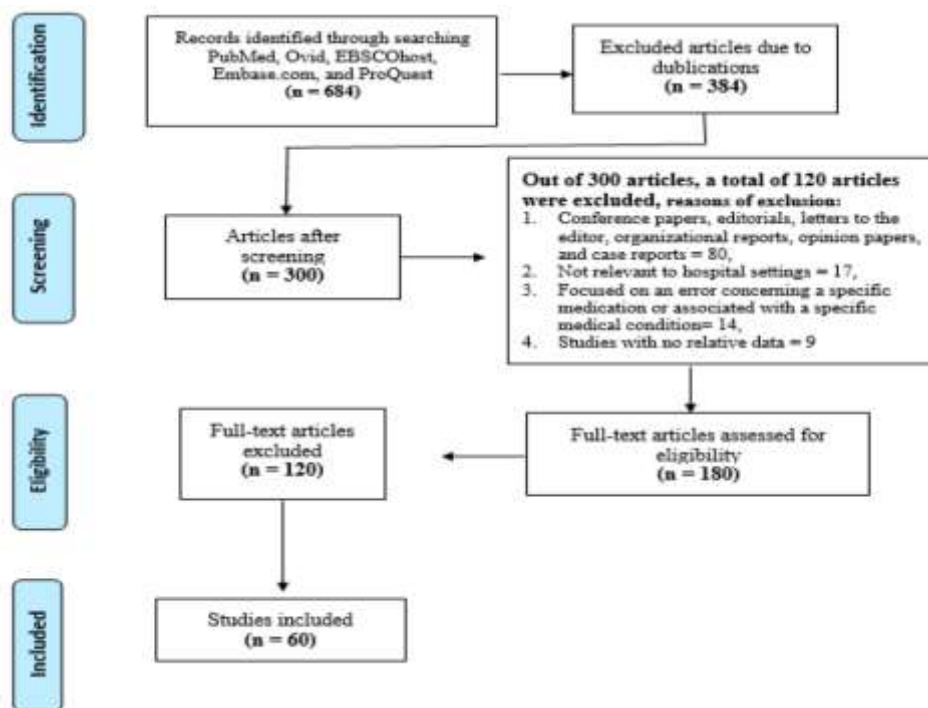 Identification
Records identified through searching
PubMed, Ovid, EBSCOhost,
Embase.com, and ProQuest
(n = 684)
Excluded articles due to
dublications
(n = 384)
Screening
Articles after
screening
(n = 300)
Out of 300 articles, a total of 120 articles
were excluded, reasons of exclusion:
1. Conference papers, editorials, letters to the
editor, organizational reports, opinion papers,
and case reports = 80,
2. Not relevant to hospital settings = 17,
3. Focused on an error concerning a specific
medication or associated with a specific
medical condition= 14,
4. Studies with no relative data = 9
Eligibility
Full-text articles
excluded
(n = 120)
Full-text articles assessed for
eligibility
(n = 180)
Included
Studies included
(n = 60)